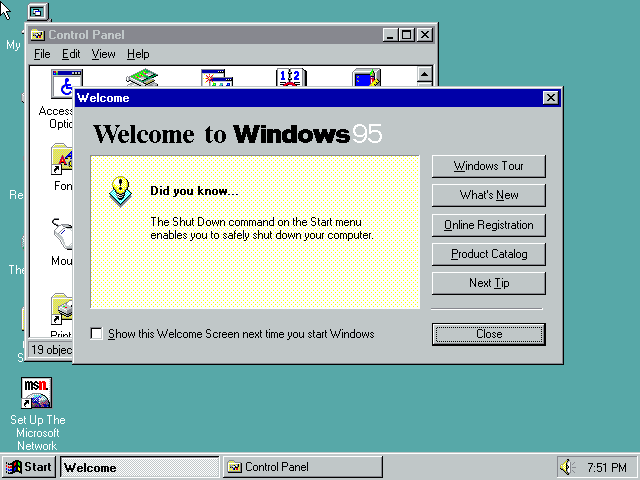 My
Control Panel
File Edit View Help
Access
Optio
Fon
Mou
Print
19 objec
Welcome
Welcome to Windows 95
Did you know...
The Shut Down command on the Start menu
enables you to safely shut down your computer.
Windows Tour
What's New
Online Registration
Product Catalog
Next Tip
Show this Welcome Screen next time you start Windows
Close
Re
The
S
msn.
Set Up The
Microsoft
Network
Start
Welcome
Control Panel
7:51 PM